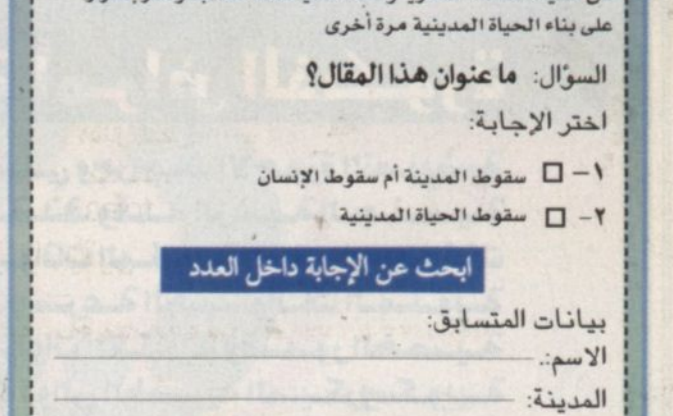 على بناء الحياة المدينية مرة أخرى
السؤال: ما عنوان هذا المقال؟
اختر الإجابة:
١- سقوط المدينة أم سقوط الإنسان
٢- سقوط الحياة المدينية
ابحث عن الإجابة داخل العدد
بيانات المتسابق:
الاسم:
المدينة: